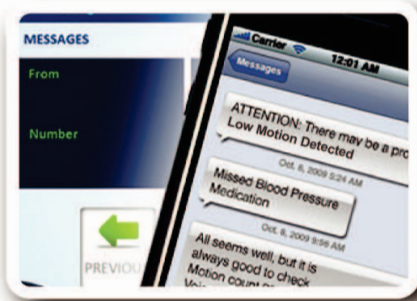 MESSAGES
From
Number
PREVIOU
Carrier
12:01 AM
Messages
ATTENTION: There may be a pro
Low Motion Detected
Oct. 8, 2009 3:24 AM
Missed Blood Pressure
Medication
Oct. 8, 2009 9:56 AM
All seems well, but it is
always good to check
Motion count